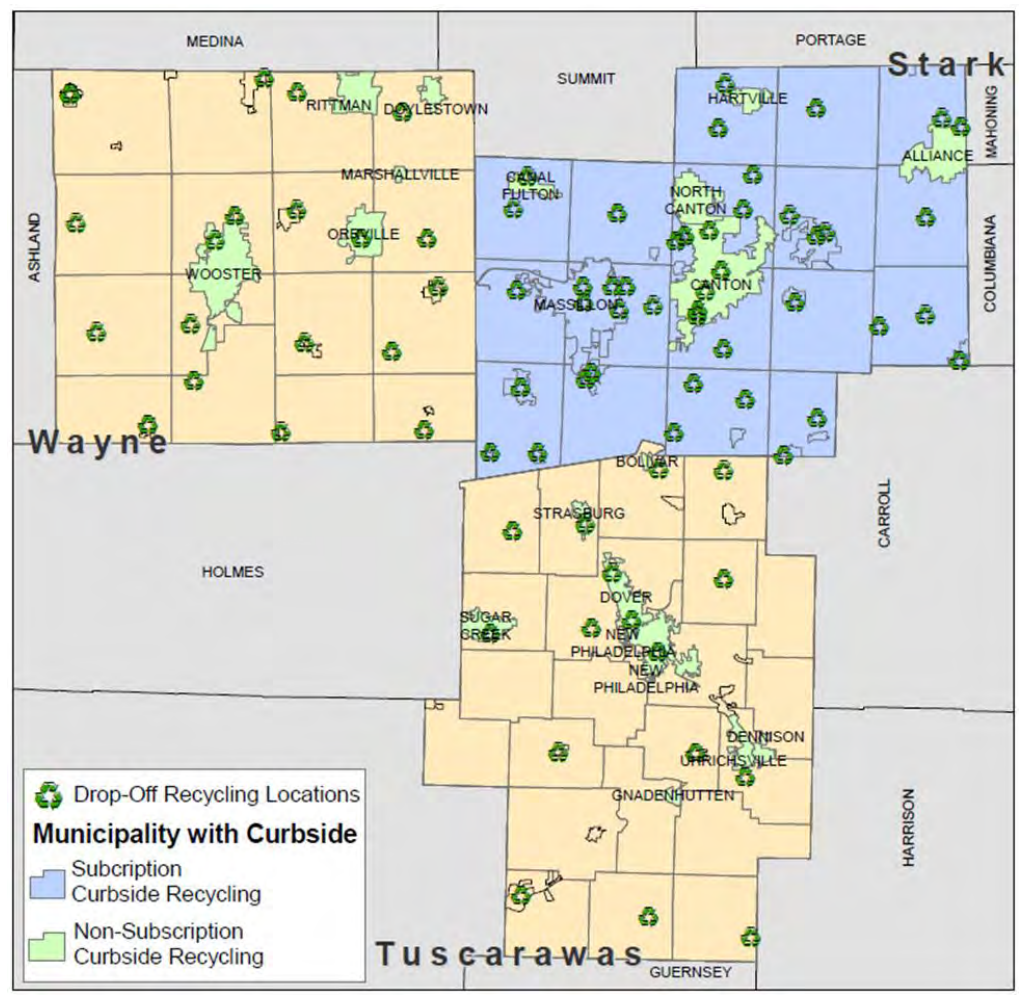 MEDINA
PORTAGE
Stark
SUMMIT
ASHLAND
RITTMAN
DOYLESTOWN
HARTVILLE
MAHONING
ALLIANCE
MARSHALLVILLE
CANAL
FULTON
NORTH
CANTON
ORRVILLE
WOOSTER
COLUMBIANA
CANTON
MASSILLON
Wayne
BOLIVAR
STRASBURG
CARROLL
HOLMES
DOVER
SUGAR
CREEK
NEW
PHILADELPHIA
NEW
PHILADELPHIA
DENNISON
UHRICHSVILLE
GNADENHUTTEN
HARRISON
Drop-Off Recycling Locations
Municipality with Curbside
Subcription
Curbside Recycling
Non-Subscription
Curbside Recycling
Tuscarawas
GUERNSEY